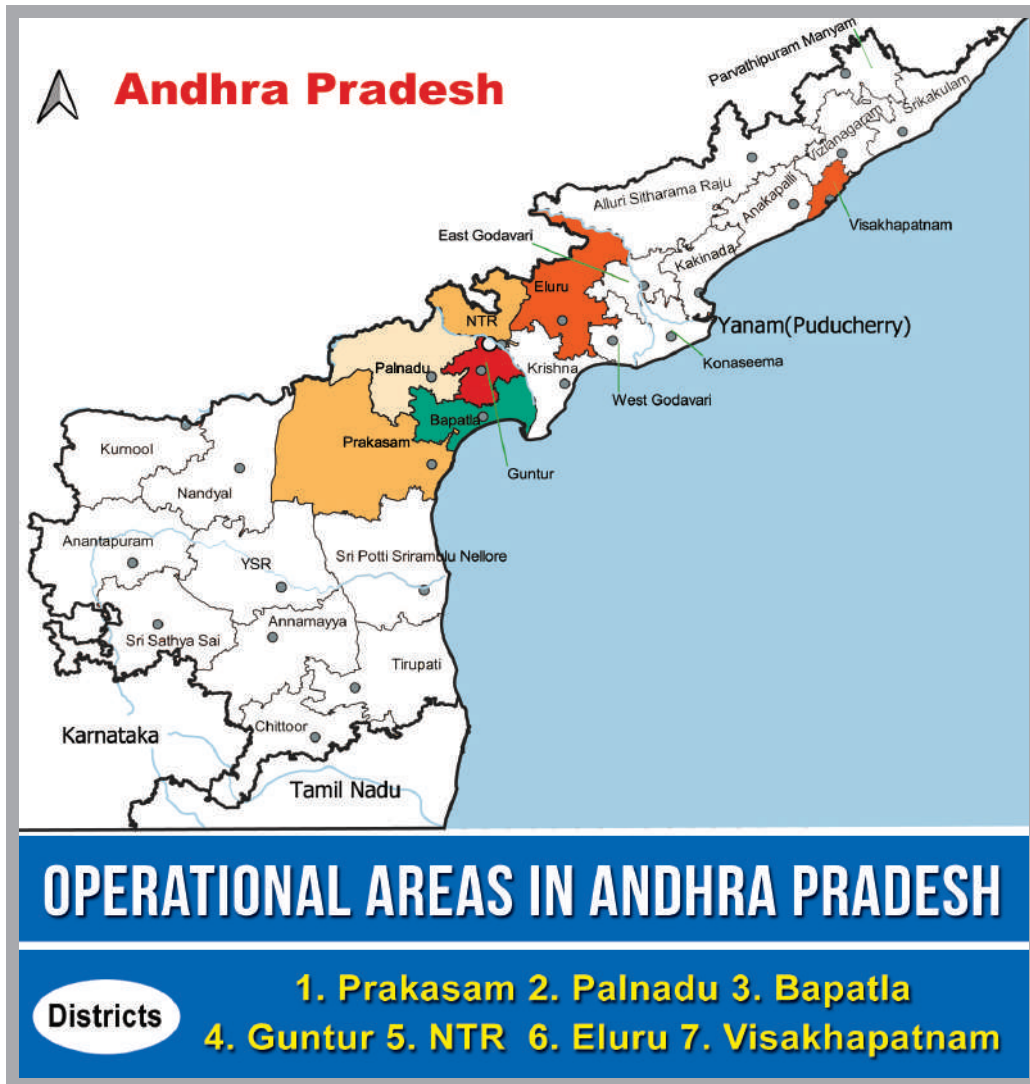 Andhra Pradesh
Parvathipuram Manyam
Srikakulam
Vizianagaram
Alluri Sitharama Raju
Anakapalli
Visakhapatnam
East Godavari
Kakinada
Eluru
NTR
Yanam(Puducherry)
Konaseema
Palnadu
Krishna
West Godavari
Bapatla
Prakasam
Guntur
Kurnool
Nandyal
Anantapuram
YSR
Sri Potti Sriramulu Nellore
Annamayya
Sri Sathya Sai
Tirupati
Chittoor
Karnataka
Tamil Nadu
OPERATIONAL AREAS IN ANDHRA PRADESH
Districts
1. Prakasam 2. Palnadu 3. Bapatla
4. Guntur 5. NTR 6. Eluru 7. Visakhapatnam